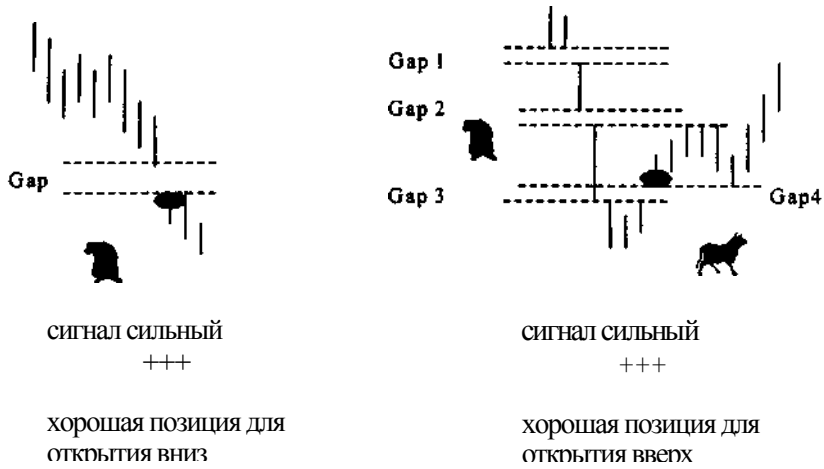 Gap
сигнал сильный
+++
хорошая позиция для
открытия вниз
Gap 1
Gap 2
Gap 3
Gap4
сигнал сильный
+++
хорошая позиция для
открытия вверх